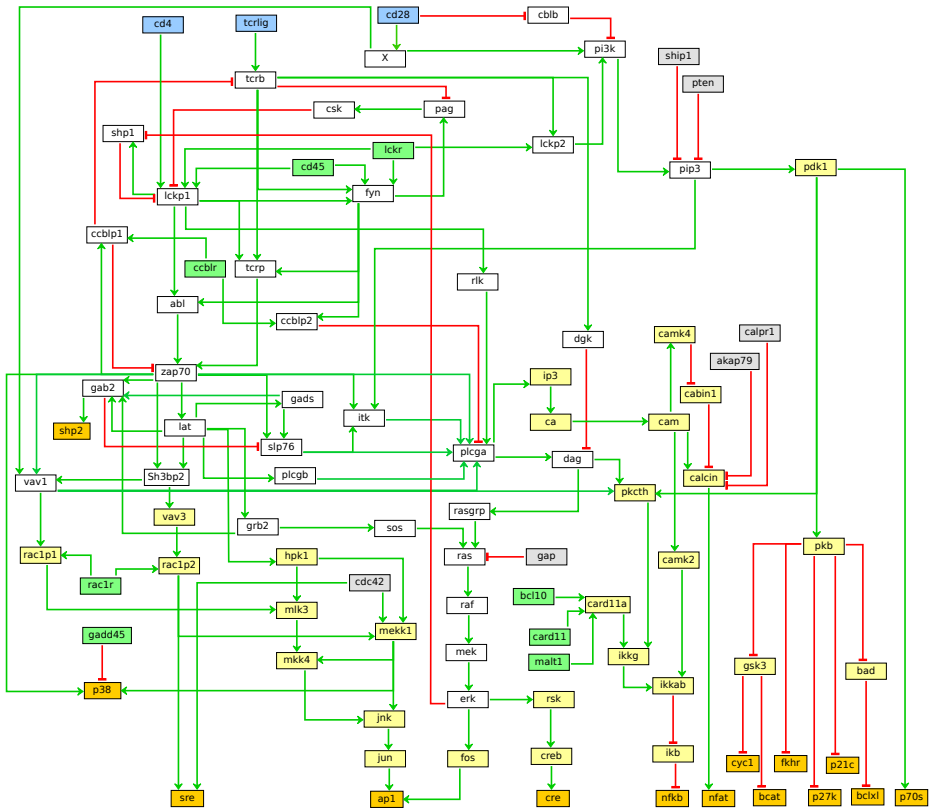 cd4
tcrlig
cd28
cblb
X
pi3k
ship1
tcrb
pten
csk
pag
shp1
lckp2
lckr
cd45
pip3
pdk1
lckp1
fyn
ccblp1
ccblr
tcrp
rlk
abl
ccblp2
dgk
camk4
calpr1
akap79
zap70
ip3
gab2
cabin1
gads
itk
ca
cam
shp2
lat
slp76
plcga
dag
vav1
Sh3bp2
plcgb
calcin
pkcth
vav3
grb2
sos
rasgrp
pkb
rac1p1
rac1p2
hpk1
ras
gap
camk2
rac1r
cdc42
bcl10
card11a
mlk3
raf
gadd45
mekk1
card11
mek
mkk4
malt1
ikkg
gsk3
bad
p38
erk
rsk
ikkab
jnk
jun
fos
creb
ikb
cyc1
fkhr
p21c
sre
ap1
cre
nfkb
nfat
bcat
p27k
bclxl
p70s